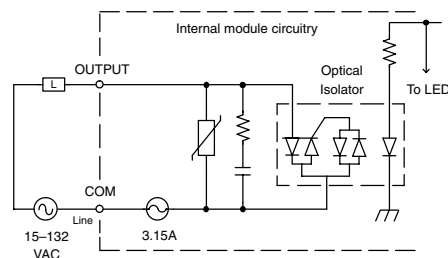 Internal module circuitry
OUTPUT
Optical
Isolator
To LED
L
COM
Line
3.15A
15–132
VAC